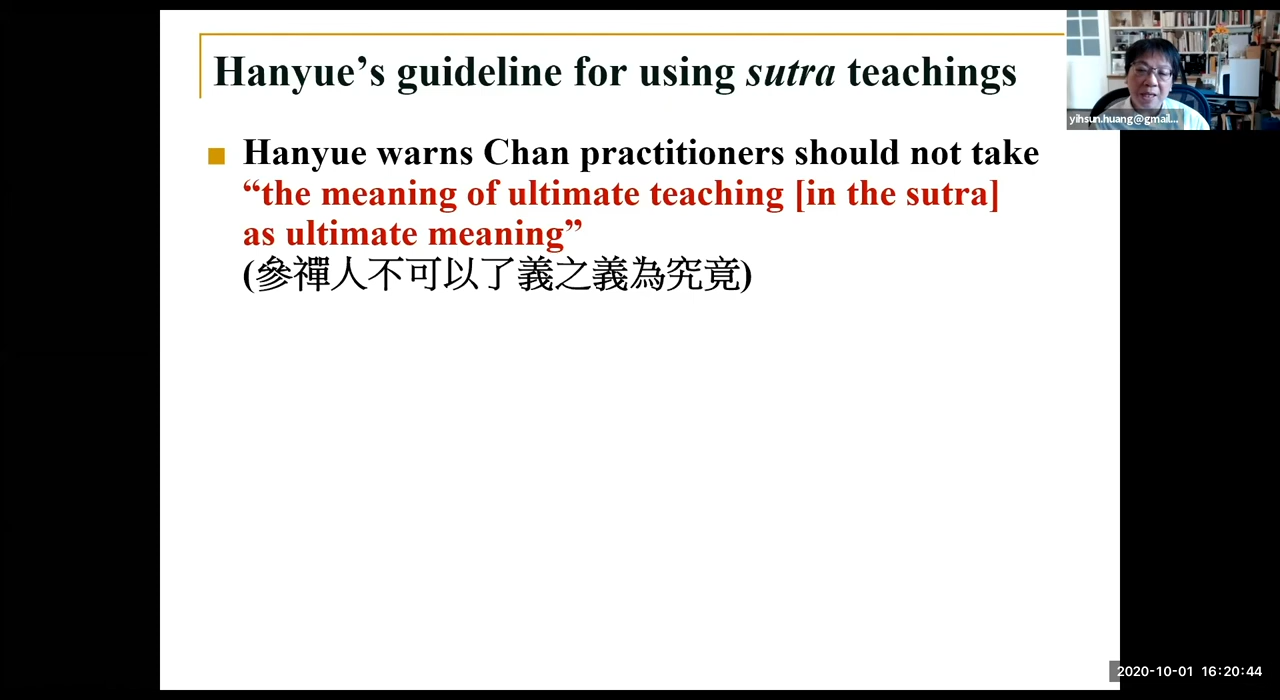 Hanyue's guideline for using sutra teachings
yihsun.huang@gmail...
Hanyue warns Chan practitioners should not take
“the meaning of ultimate teaching [in the sutra]
as ultimate meaning”
(參禪人不可以了義之義為究竟)
2020-10-01 16:20:44